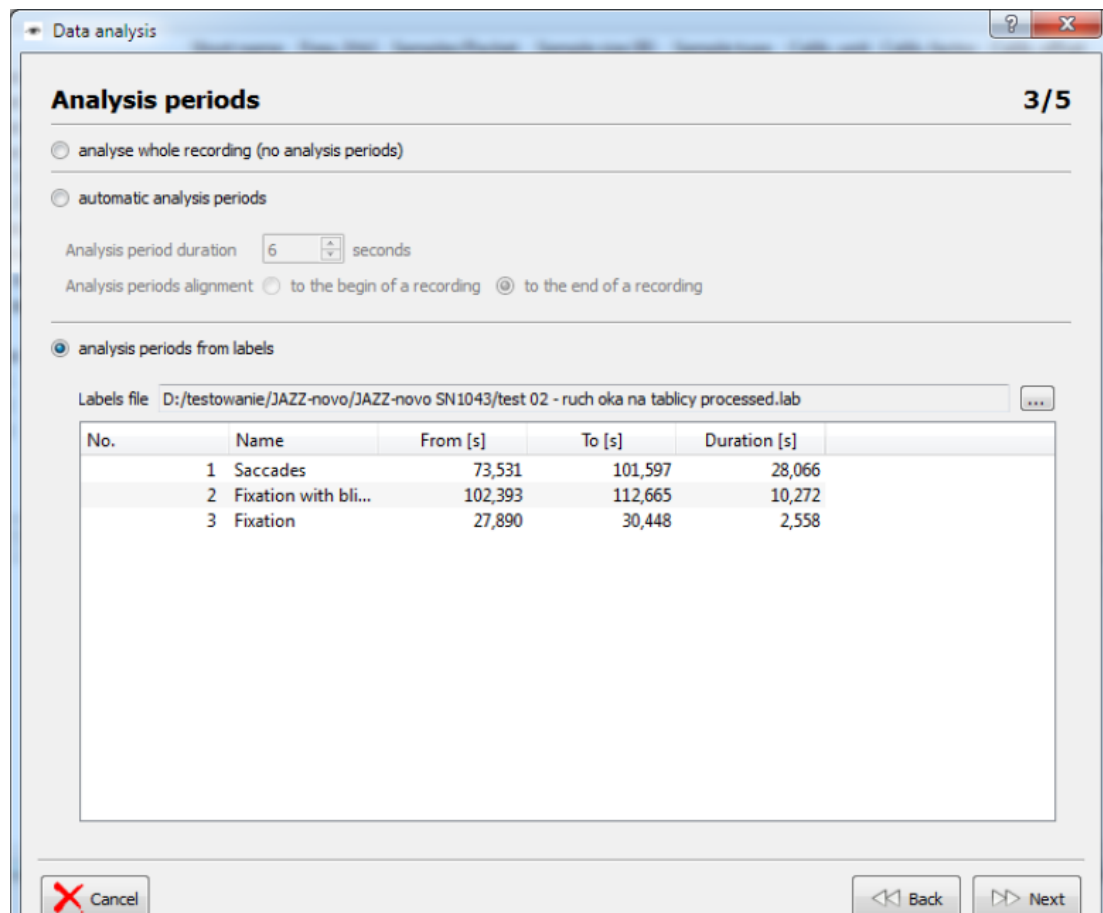 Data analysis
Analysis periods 3/5
analyse whole recording (no analysis periods)
automatic analysis periods
Analysis period duration 6 seconds
Analysis periods alignment to the begin of a recording to the end of a recording
analysis periods from labels
Labels file D:/testowanie/JAZZ-novo/JAZZ-novo SN1043/test 02 - ruch oka na tablicy processed.lab ...
No. Name From [s] To [s] Duration [s]
1 Saccades 73,531 101,597 28,066
2 Fixation with bli... 102,393 112,665 10,272
3 Fixation 27,890 30,448 2,558
Cancel Back Next